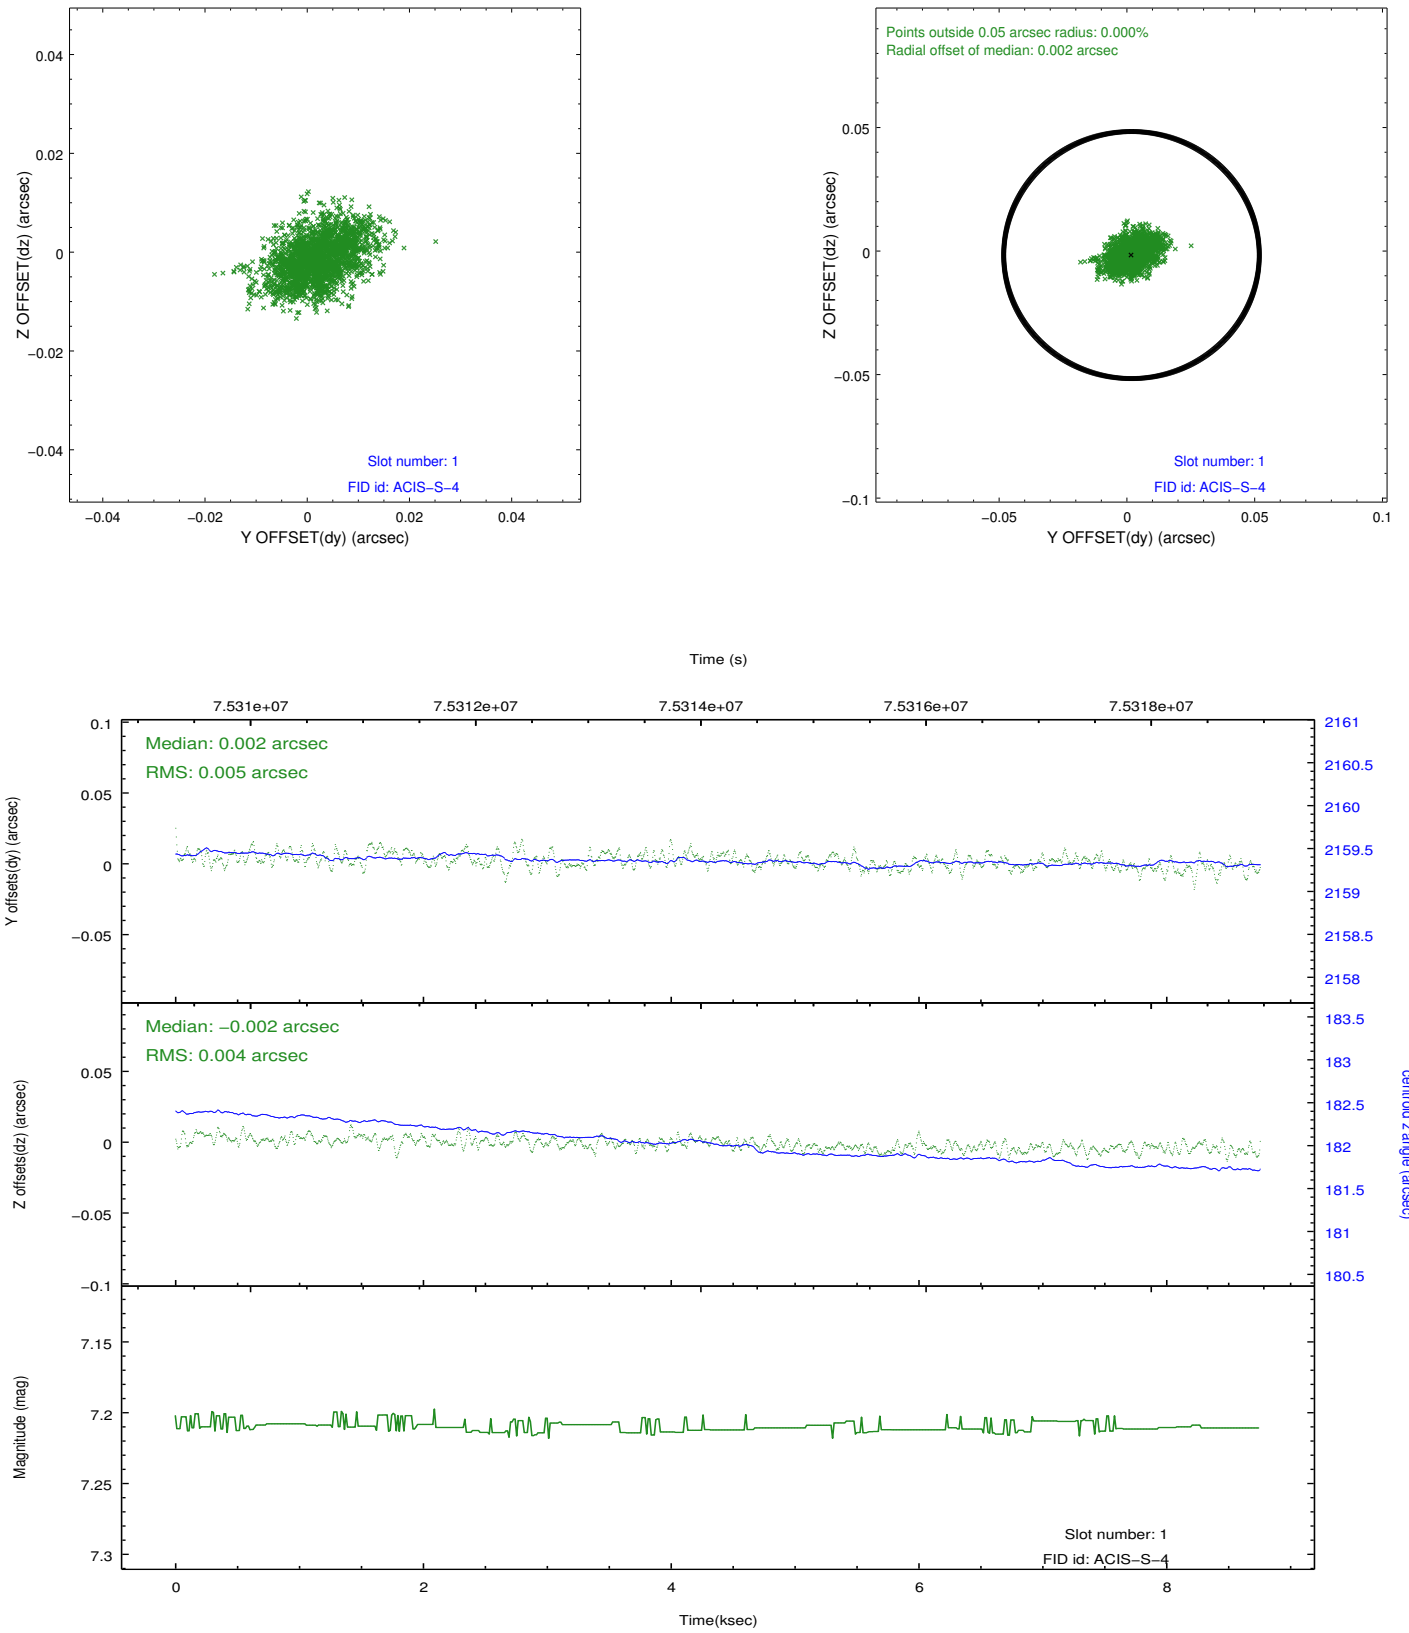 0.04
0.02
0
−0.02
−0.04
Z OFFSET(dz) (arcsec)
Slot number: 1
FID id: ACIS−S−4
−0.04
−0.02
0
0.02
0.04
Y OFFSET(dy) (arcsec)
Points outside 0.05 arcsec radius: 0.000%
Radial offset of median: 0.002 arcsec
0.05
0
−0.05
−0.1
Z OFFSET(dz) (arcsec)
Slot number: 1
FID id: ACIS−S−4
−0.05
0
0.05
0.1
Y OFFSET(dy) (arcsec)
Time (s)
7.531e+07
7.5312e+07
7.5314e+07
7.5316e+07
7.5318e+07
Median: 0.002 arcsec
RMS: 0.005 arcsec
0.1
0.05
0
−0.05
Y offsets(dy) (arcsec)
2161
2160.5
2160
2159.5
2159
2158.5
2158
Median: −0.002 arcsec
RMS: 0.004 arcsec
0.05
0
−0.05
−0.1
Z offsets(dz) (arcsec)
183.5
183
182.5
182
181.5
181
180.5
centroid z angle (arcsec)
7.15
7.2
7.25
7.3
Magnitude (mag)
Slot number: 1
FID id: ACIS−S−4
0
2
4
6
8
Time(ksec)